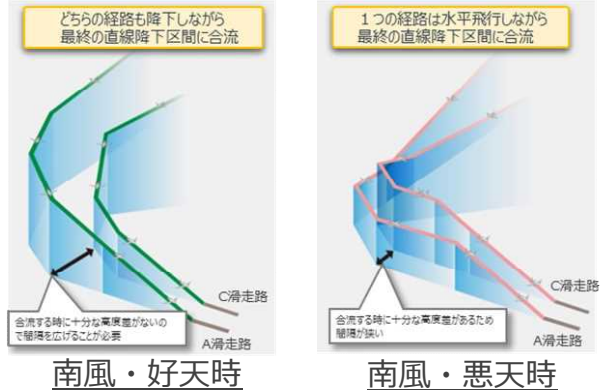 どちらの経路も降下しながら
最終の直線降下区間に合流
C滑走路
合流する時に十分な高度差がないの
で間隔を広げることが必要
A滑走路
南風・好天時
１つの経路は水平飛行しながら
最終の直線降下区間に合流
C滑走路
合流する時に十分な高度差があるため
間隔が狭い
A滑走路
南風・悪天時